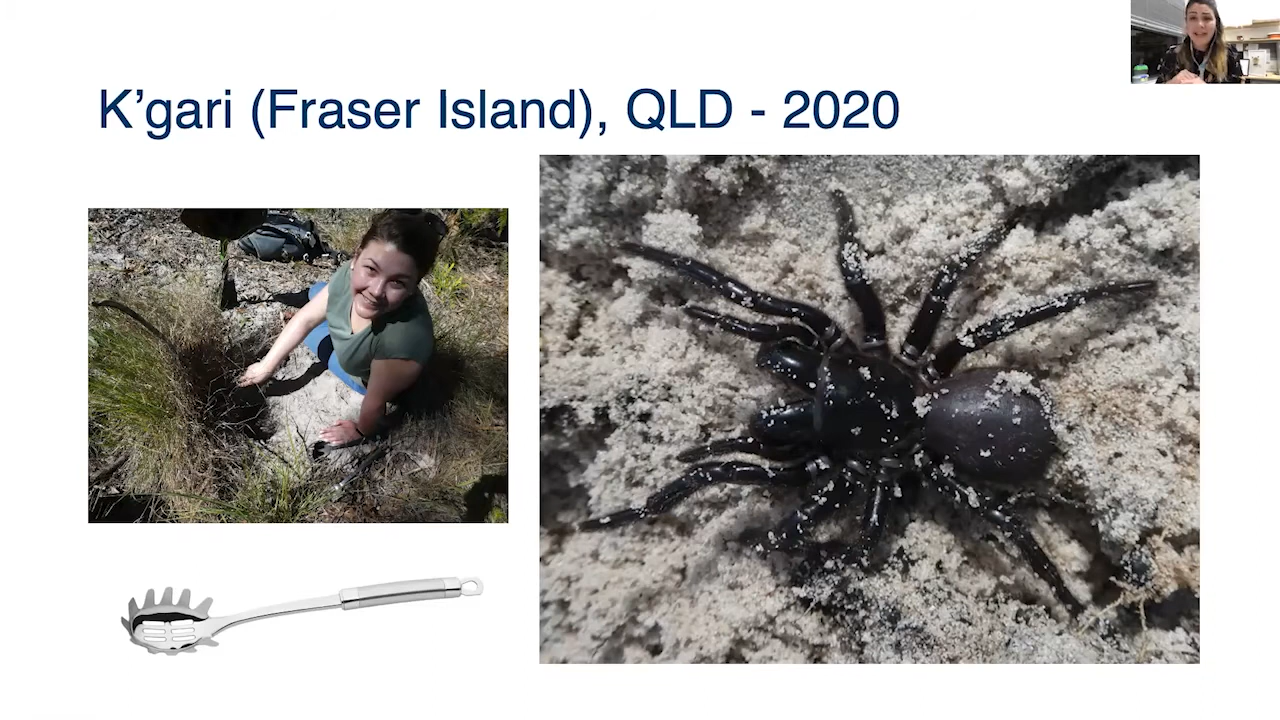 K’gari (Fraser Island), QLD - 2020